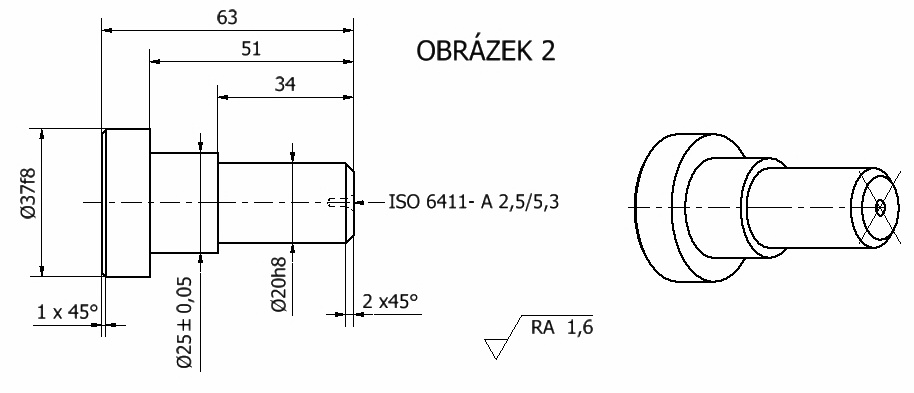 63
51
OBRÁZEK 2
34
Ø37f8
ISO 6411- A 2,5/5,3
Ø25± 0,05
Ø20h8
1 x 45°
2 x45°
RA 1,6